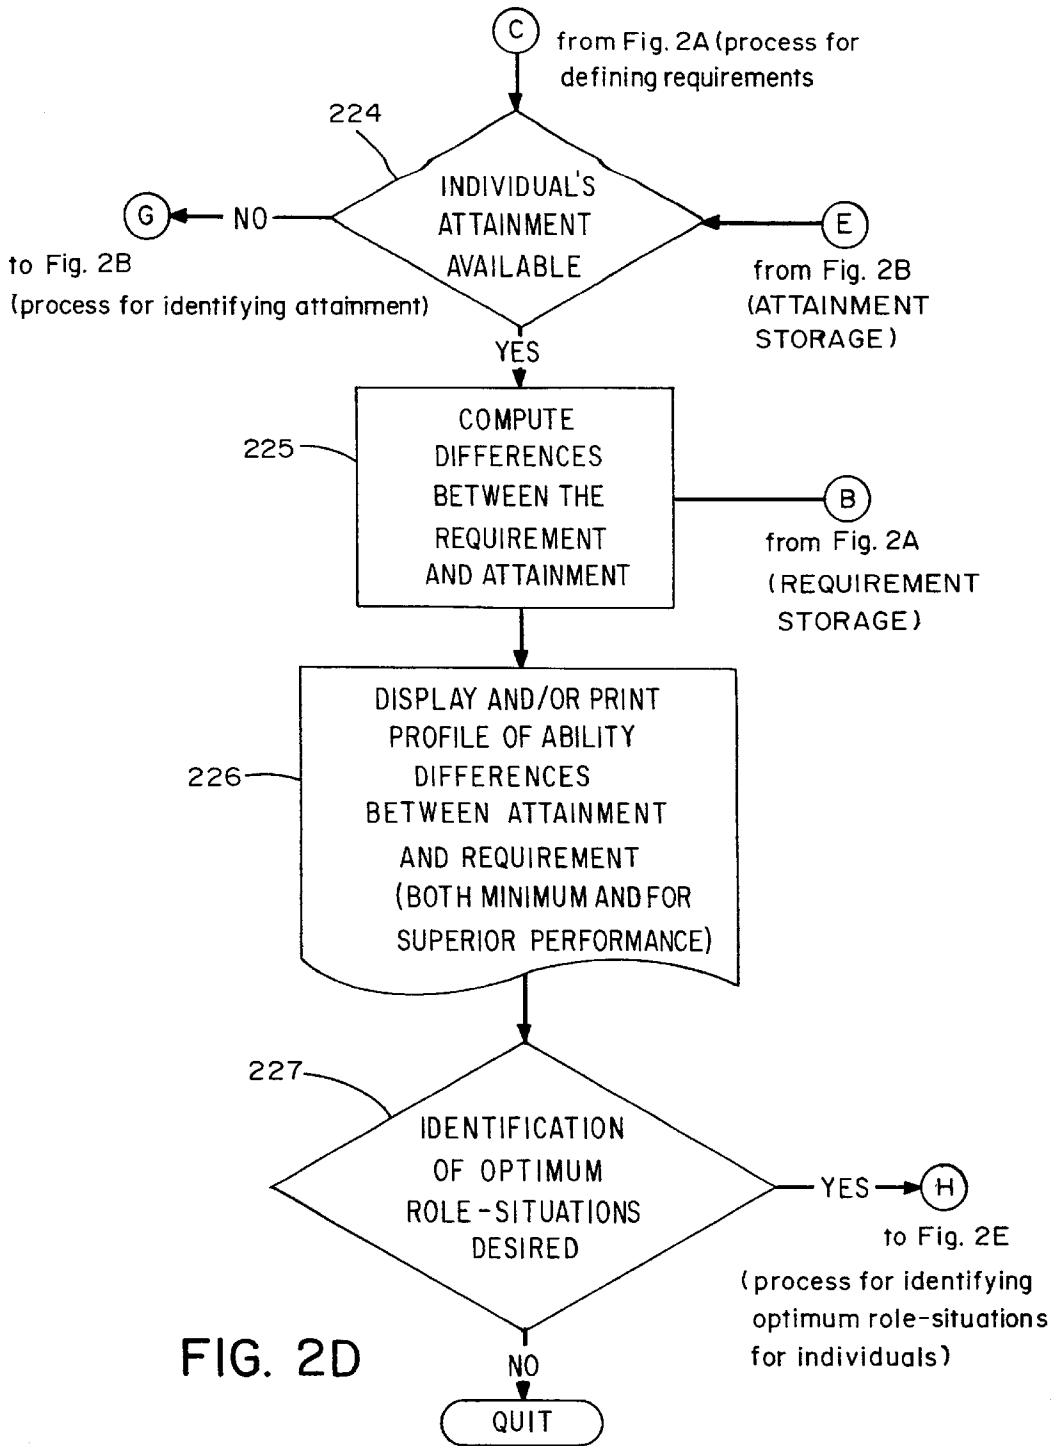 C
from Fig. 2A (process for
defining requirements
224
INDIVIDUAL'S
ATTAINMENT
AVAILABLE
G
NO
to Fig. 2B
(process for identifying attainment)
E
from Fig. 2B
(ATTAINMENT
STORAGE)
YES
225
COMPUTE
DIFFERENCES
BETWEEN THE
REQUIREMENT
AND ATTAINMENT
B
from Fig. 2A
(REQUIREMENT
STORAGE)
226
DISPLAY AND/OR PRINT
PROFILE OF ABILITY
DIFFERENCES
BETWEEN ATTAINMENT
AND REQUIREMENT
(BOTH MINIMUM AND FOR
SUPERIOR PERFORMANCE)
227
IDENTIFICATION
OF OPTIMUM
ROLE-SITUATIONS
DESIRED
YES
H
to Fig. 2E
(process for identifying
optimum role-situations
for individuals)
NO
QUIT
FIG. 2D